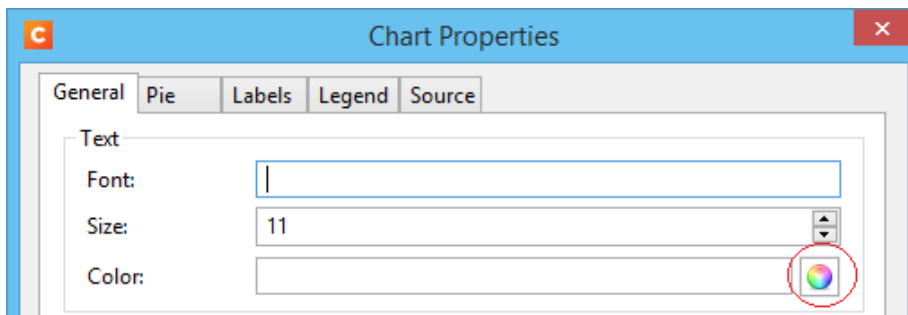 C Chart Properties ×
General Pie Labels Legend Source
Text
Font:
Size: 11
Color: